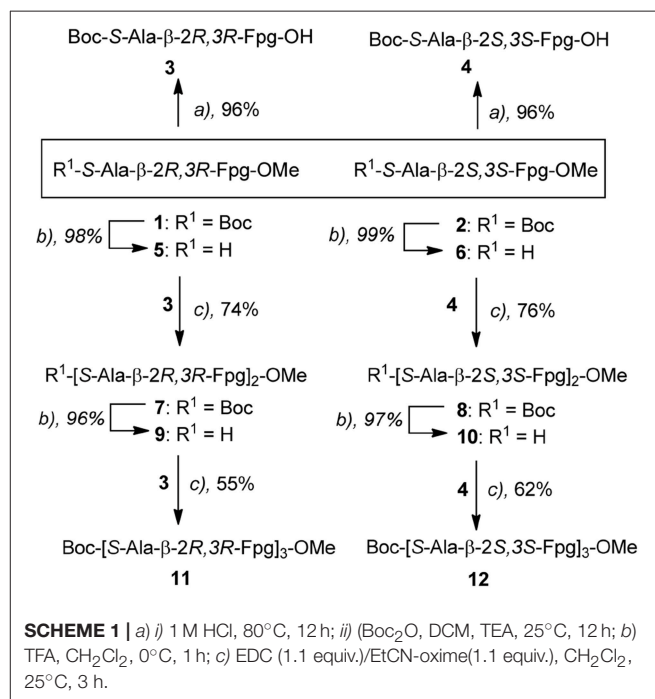 Boc-S-Ala-β-2R,3R-Fpg-OH Boc-S-Ala-β-2S,3S-Fpg-OH
3 4
a), 96% a), 96%
R¹-S-Ala-β-2R,3R-Fpg-OMe R¹-S-Ala-β-2S,3S-Fpg-OMe
b), 98% 1: R¹ = Boc b), 99% 2: R¹ = Boc
5: R¹ = H 6: R¹ = H
3 c), 74% 4 c), 76%
R¹-[S-Ala-β-2R,3R-Fpg]₂-OMe R¹-[S-Ala-β-2S,3S-Fpg]₂-OMe
b), 96% 7: R¹ = Boc b), 97% 8: R¹ = Boc
9: R¹ = H 10: R¹ = H
3 c), 55% 4 c), 62%
Boc-[S-Ala-β-2R,3R-Fpg]₃-OMe Boc-[S-Ala-β-2S,3S-Fpg]₃-OMe
11 12
SCHEME 1 | a) i) 1 M HCl, 80°C, 12 h; ii) (Boc₂O, DCM, TEA, 25°C, 12 h; b)
TFA, CH₂Cl₂, 0°C, 1 h; c) EDC (1.1 equiv.)/EtCN-oxime(1.1 equiv.), CH₂Cl₂,
25°C, 3 h.